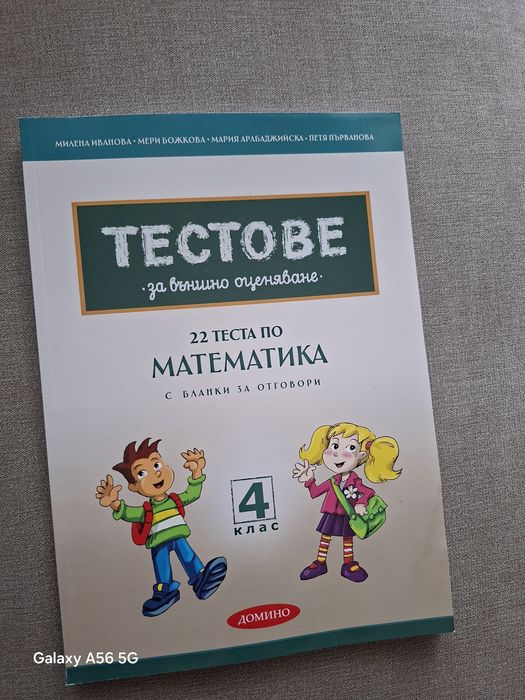 МИЛЕНА ИВАНОВА • МЕРИ БОЖКОВА • МАРИЯ АРАБАДЖИЙСКА • ПЕТЯ ПЪРВАНОВА
ТЕСТОВЕ
·за външно оценяване·
22 ТЕСТА ПО
МАТЕМАТИКА
С БЛАНКИ ЗА ОТГОВОРИ
4
клас
ДОМИНО
Galaxy A56 5G